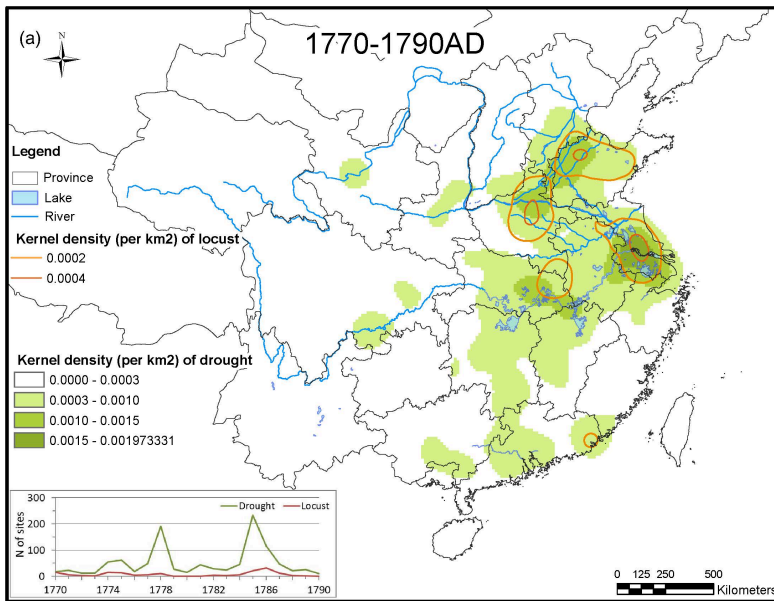 (a)
1770-1790AD
Legend
Province
Lake
River
Kernel density (per km2) of locust
0.0002
0.0004
Kernel density (per km2) of drought
0.0000 - 0.0003
0.0003 - 0.0010
0.0010 - 0.0015
0.0015 - 0.001973331
N of sites
300
200
100
0
Drought
Locust
1770
1774
1778
1782
1786
1790
0 125 250 500
Kilometers